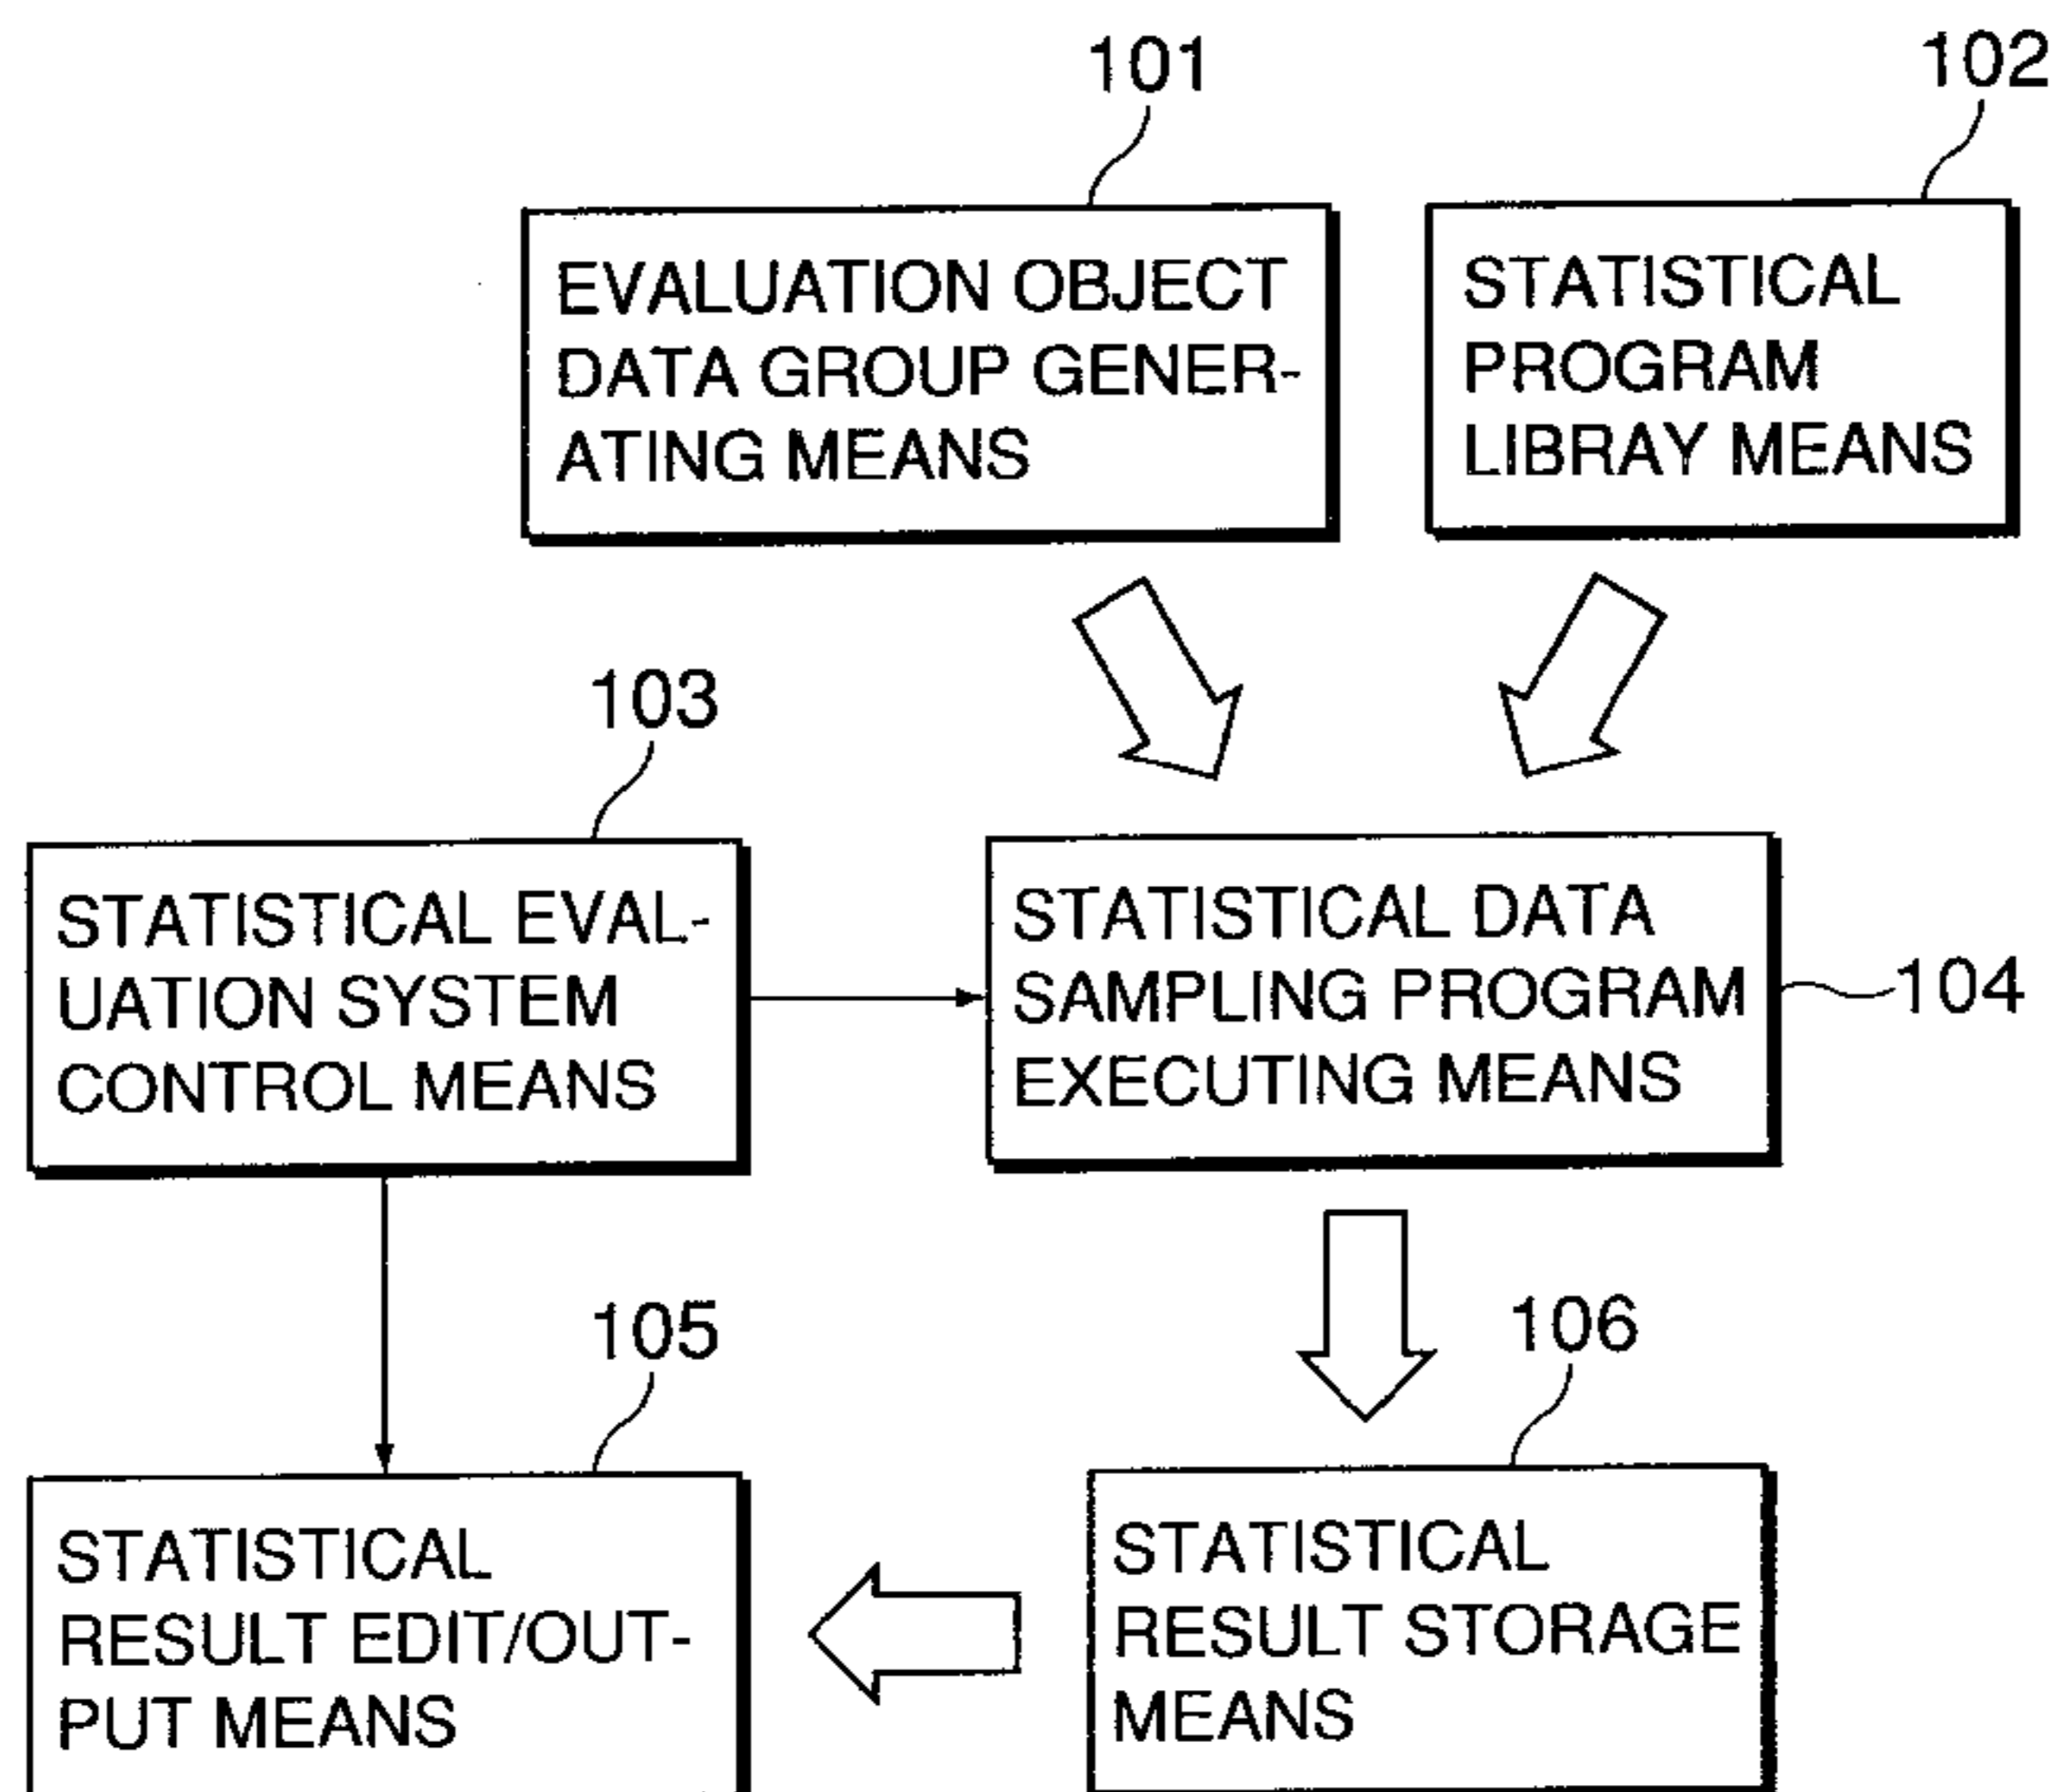 101
102
EVALUATION OBJECT
DATA GROUP GENER-
ATING MEANS
STATISTICAL
PROGRAM
LIBRAY MEANS
103
STATISTICAL EVAL-
UATION SYSTEM
CONTROL MEANS
STATISTICAL DATA
SAMPLING PROGRAM
EXECUTING MEANS
104
105
106
STATISTICAL
RESULT EDIT/OUT-
PUT MEANS
STATISTICAL
RESULT STORAGE
MEANS